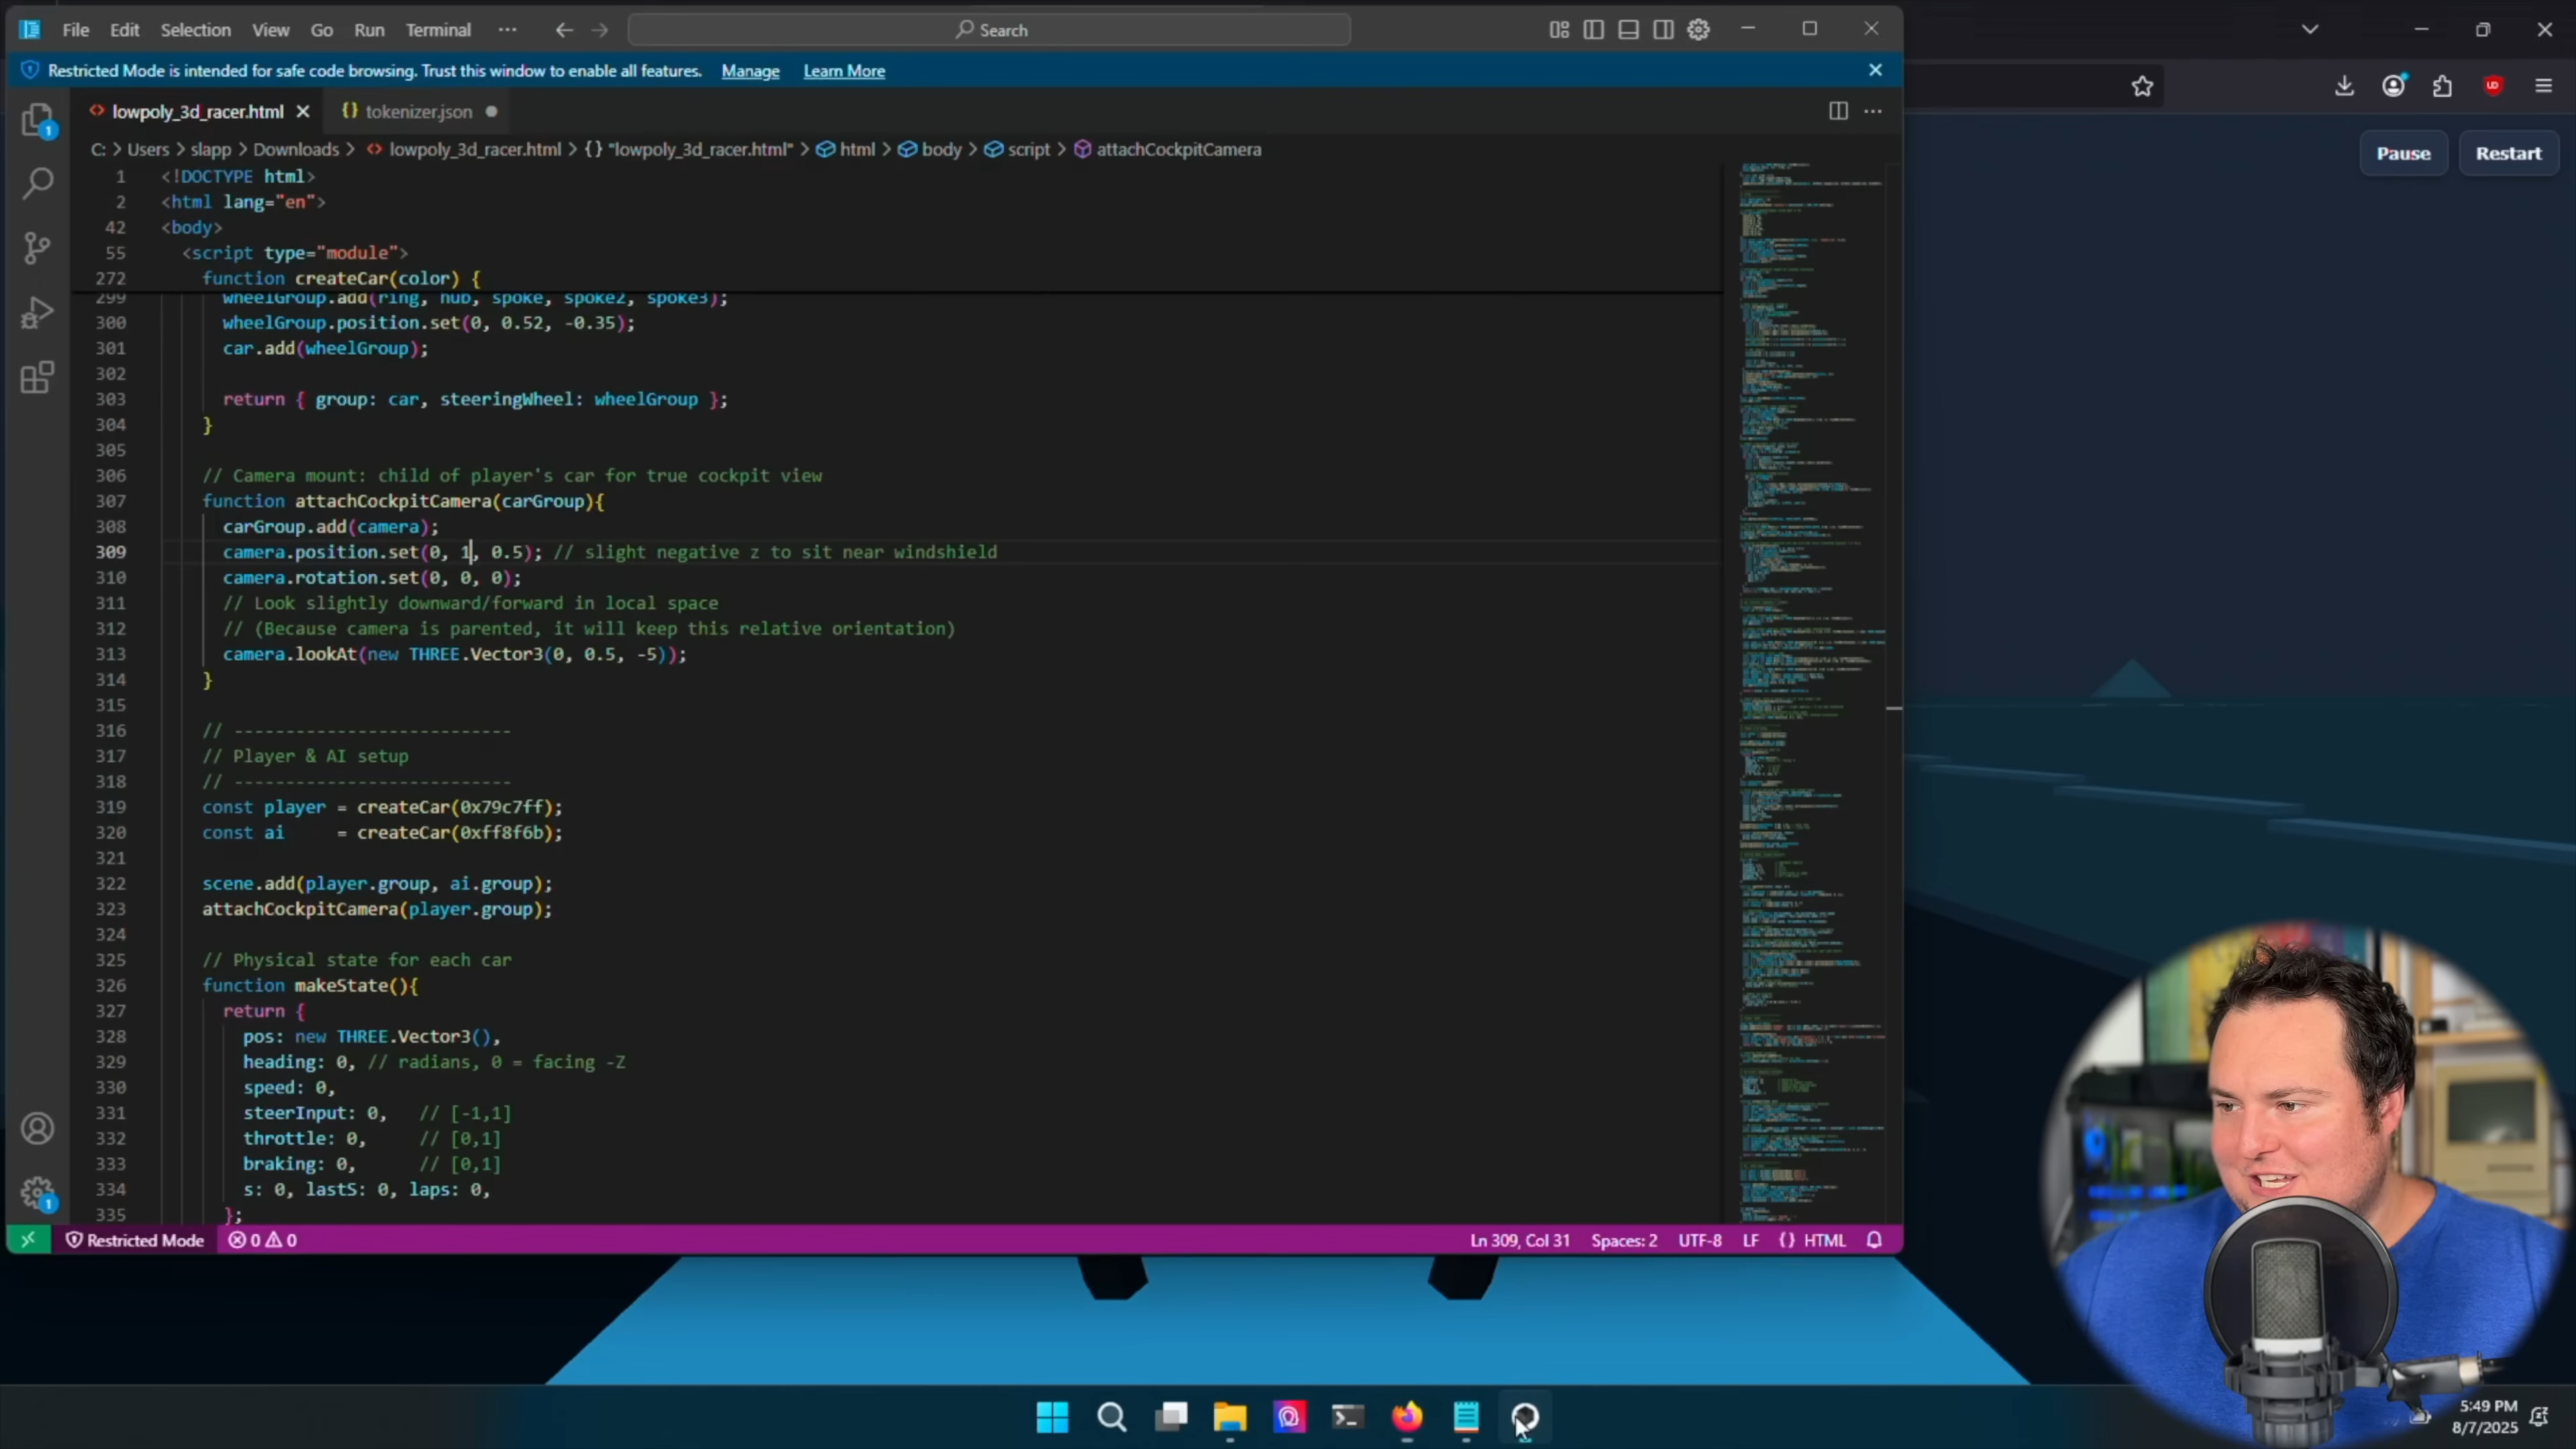 File Edit Selection View Go Run Terminal ··· Search
Restricted Mode is intended for safe code browsing. Trust this window to enable all features. Manage Learn More
lowpoly_3d_racer.html tokenizer.json
C: > Users > slapp > Downloads > lowpoly_3d_racer.html > {} "lowpoly_3d_racer.html" > html > body > script > attachCockpitCamera
Pause Restart
1 <!DOCTYPE html>
2 <html lang="en">
42 <body>
55 <script type="module">
272 function createCar(color) {
299 wheelGroup.add(ring, hub, spoke, spoke2, spoke3);
300 wheelGroup.position.set(0, 0.52, -0.35);
301 car.add(wheelGroup);
302
303 return { group: car, steeringWheel: wheelGroup };
304 }
305
306 // Camera mount: child of player's car for true cockpit view
307 function attachCockpitCamera(carGroup){
308 carGroup.add(camera);
309 camera.position.set(0, 1, 0.5); // slight negative z to sit near windshield
310 camera.rotation.set(0, 0, 0);
311 // Look slightly downward/forward in local space
312 // (Because camera is parented, it will keep this relative orientation)
313 camera.lookAt(new THREE.Vector3(0, 0.5, -5));
314 }
315
316 // ---------------------------
317 // Player & AI setup
318 // ---------------------------
319 const player = createCar(0x79c7ff);
320 const ai = createCar(0xff8f6b);
321
322 scene.add(player.group, ai.group);
323 attachCockpitCamera(player.group);
324
325 // Physical state for each car
326 function makeState(){
327 return {
328 pos: new THREE.Vector3(),
329 heading: 0, // radians, 0 = facing -Z
330 speed: 0,
331 steerInput: 0, // [-1,1]
332 throttle: 0, // [0,1]
333 braking: 0, // [0,1]
334 s: 0, lastS: 0, laps: 0,
335 };
Restricted Mode 0 0 Ln 309, Col 31 Spaces: 2 UTF-8 LF {} HTML
5:49 PM
8/7/2025